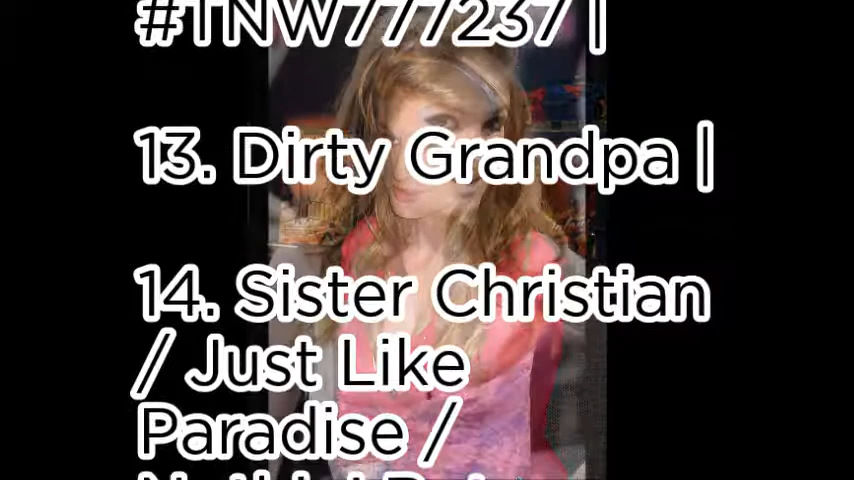 #TNW777237 |
13. Dirty Grandpa |
14. Sister Christian
/ Just Like
Paradise /